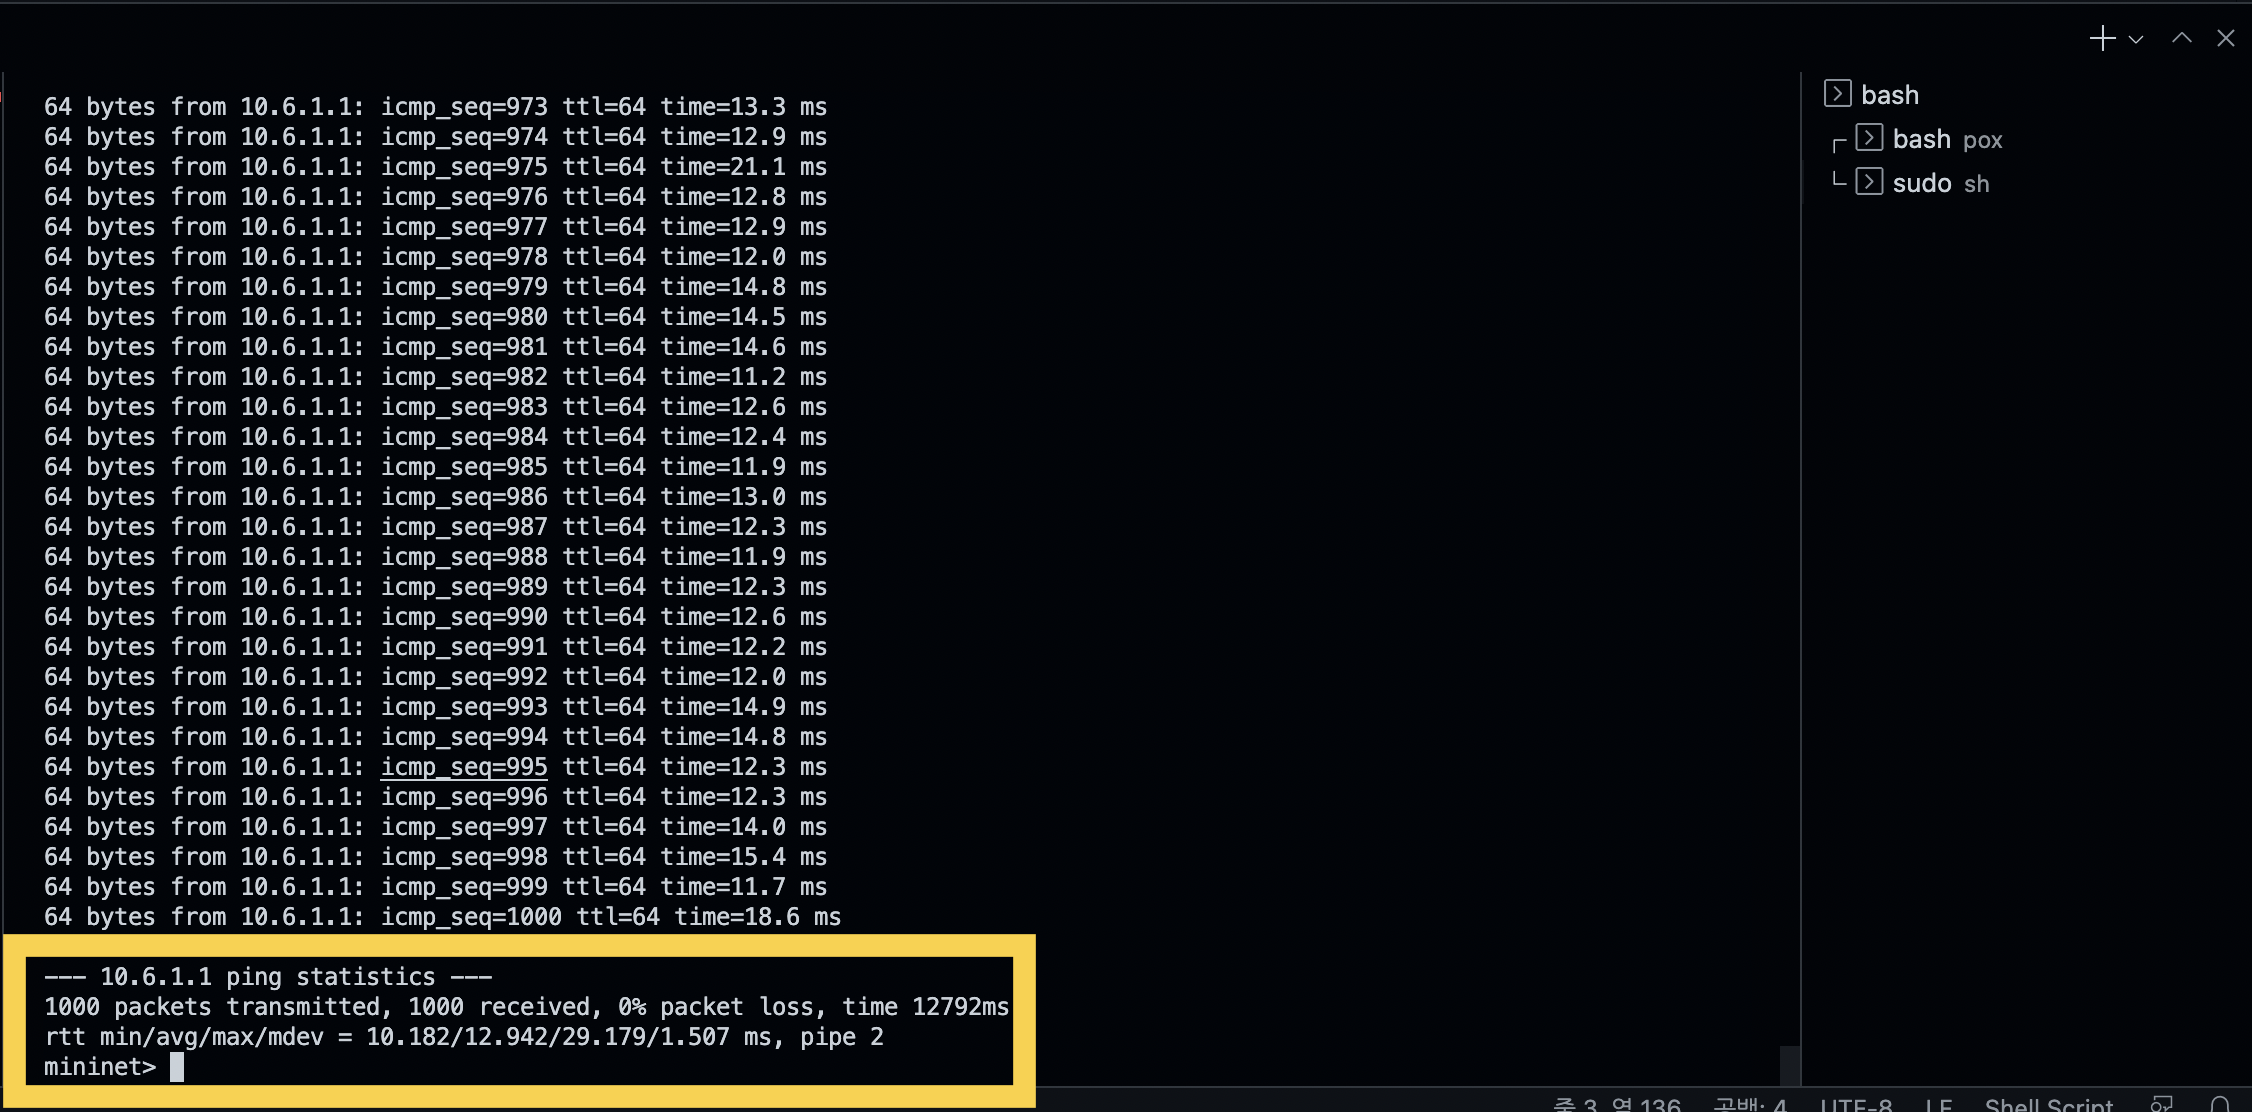 64 bytes from 10.6.1.1: icmp_seq=973 ttl=64 time=13.3 ms
64 bytes from 10.6.1.1: icmp_seq=974 ttl=64 time=12.9 ms
64 bytes from 10.6.1.1: icmp_seq=975 ttl=64 time=21.1 ms
64 bytes from 10.6.1.1: icmp_seq=976 ttl=64 time=12.8 ms
64 bytes from 10.6.1.1: icmp_seq=977 ttl=64 time=12.9 ms
64 bytes from 10.6.1.1: icmp_seq=978 ttl=64 time=12.0 ms
64 bytes from 10.6.1.1: icmp_seq=979 ttl=64 time=14.8 ms
64 bytes from 10.6.1.1: icmp_seq=980 ttl=64 time=14.5 ms
64 bytes from 10.6.1.1: icmp_seq=981 ttl=64 time=14.6 ms
64 bytes from 10.6.1.1: icmp_seq=982 ttl=64 time=11.2 ms
64 bytes from 10.6.1.1: icmp_seq=983 ttl=64 time=12.6 ms
64 bytes from 10.6.1.1: icmp_seq=984 ttl=64 time=12.4 ms
64 bytes from 10.6.1.1: icmp_seq=985 ttl=64 time=11.9 ms
64 bytes from 10.6.1.1: icmp_seq=986 ttl=64 time=13.0 ms
64 bytes from 10.6.1.1: icmp_seq=987 ttl=64 time=12.3 ms
64 bytes from 10.6.1.1: icmp_seq=988 ttl=64 time=11.9 ms
64 bytes from 10.6.1.1: icmp_seq=989 ttl=64 time=12.3 ms
64 bytes from 10.6.1.1: icmp_seq=990 ttl=64 time=12.6 ms
64 bytes from 10.6.1.1: icmp_seq=991 ttl=64 time=12.2 ms
64 bytes from 10.6.1.1: icmp_seq=992 ttl=64 time=12.0 ms
64 bytes from 10.6.1.1: icmp_seq=993 ttl=64 time=14.9 ms
64 bytes from 10.6.1.1: icmp_seq=994 ttl=64 time=14.8 ms
64 bytes from 10.6.1.1: icmp_seq=995 ttl=64 time=12.3 ms
64 bytes from 10.6.1.1: icmp_seq=996 ttl=64 time=12.3 ms
64 bytes from 10.6.1.1: icmp_seq=997 ttl=64 time=14.0 ms
64 bytes from 10.6.1.1: icmp_seq=998 ttl=64 time=15.4 ms
64 bytes from 10.6.1.1: icmp_seq=999 ttl=64 time=11.7 ms
64 bytes from 10.6.1.1: icmp_seq=1000 ttl=64 time=18.6 ms
--- 10.6.1.1 ping statistics ---
1000 packets transmitted, 1000 received, 0% packet loss, time 12792ms
rtt min/avg/max/mdev = 10.182/12.942/29.179/1.507 ms, pipe 2
mininet>
bash
bash pox
sudo sh
줄 3, 열 136 공백: 4 UTF-8 LF Shell Script